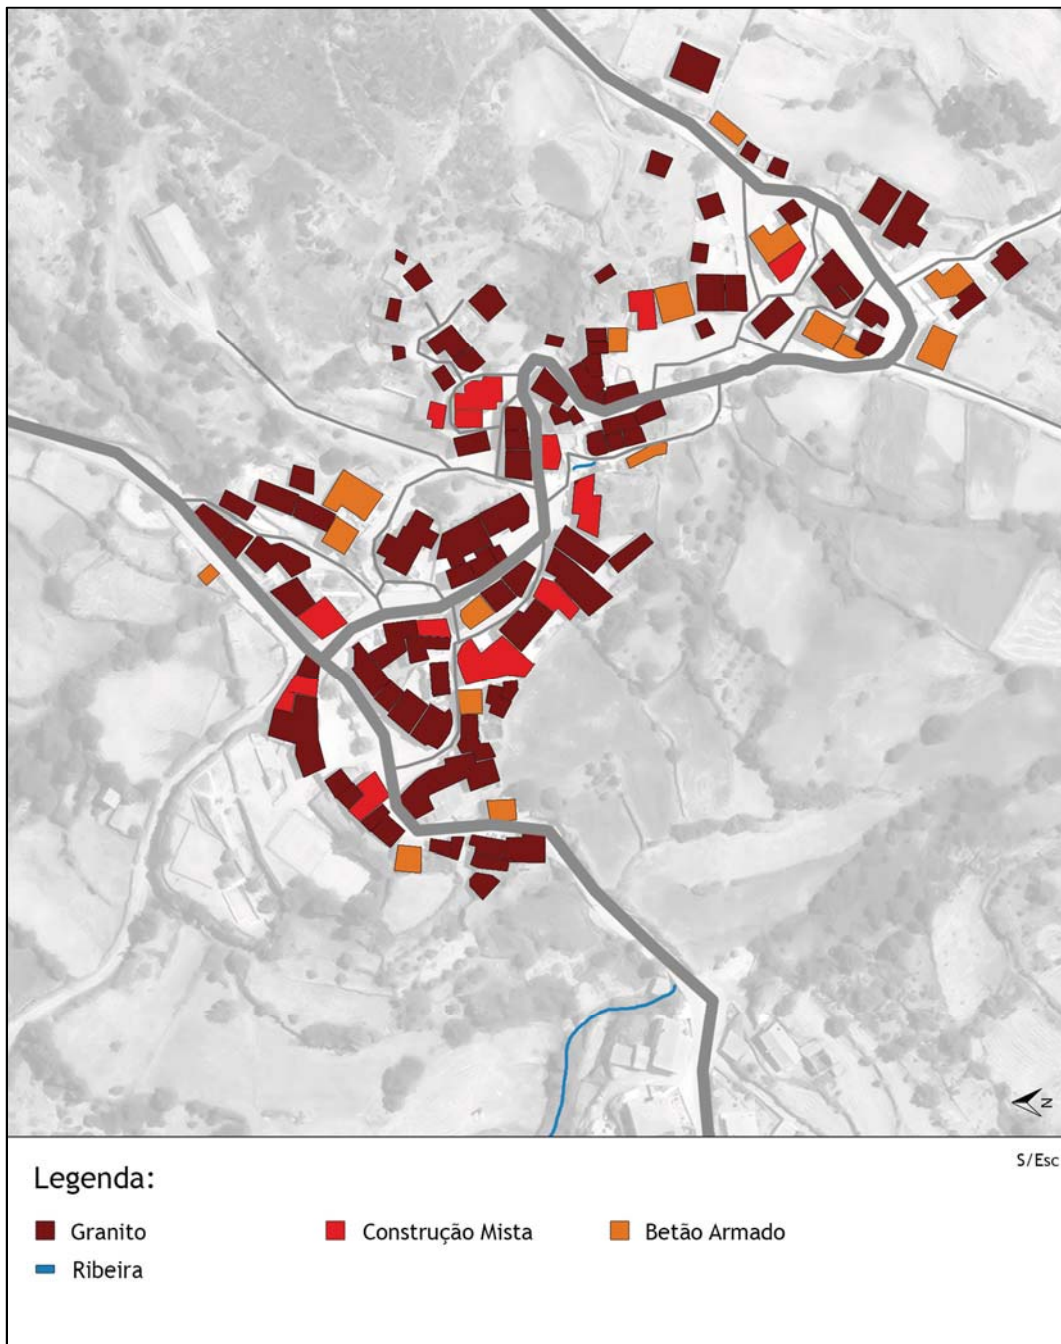 N
S/Esc
Legenda:
Granito
Construção Mista
Betão Armado
Ribeira